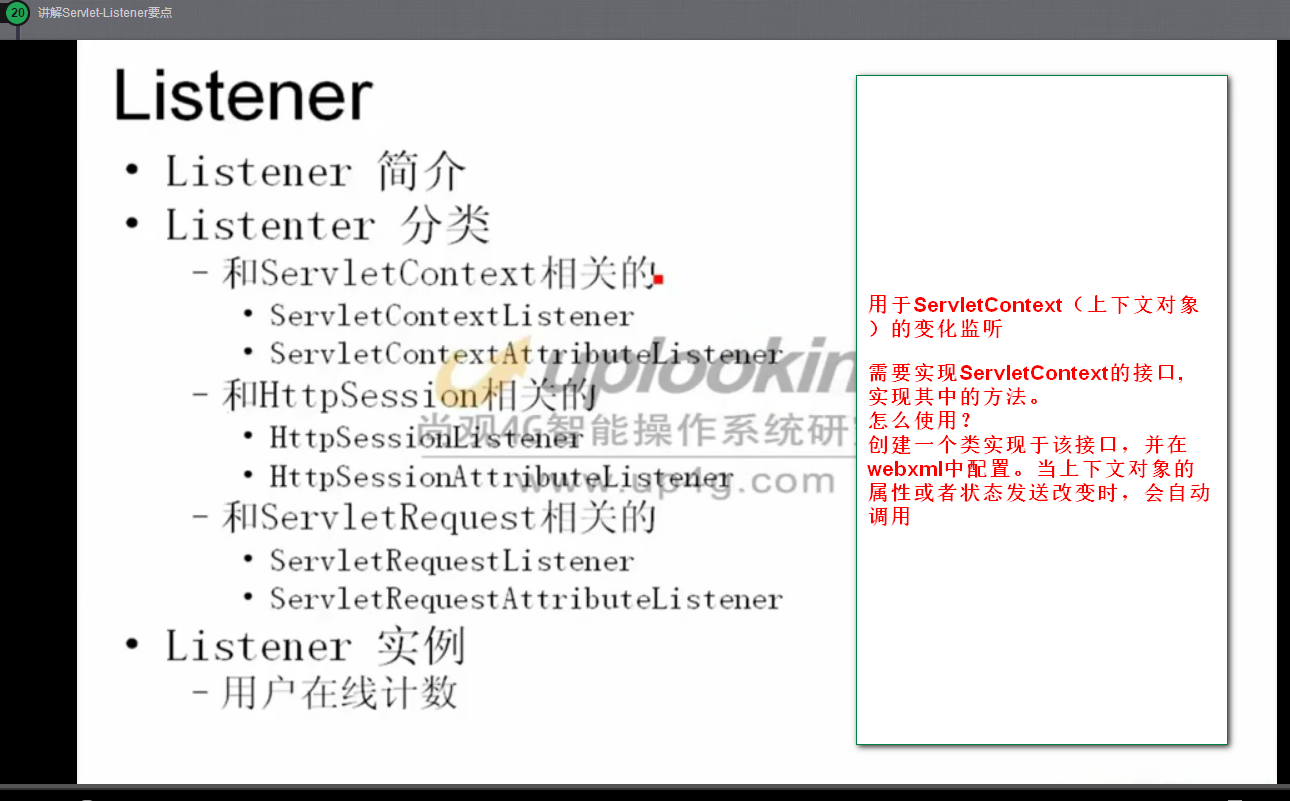 20 讲解Servlet-Listener要点
Listener
• Listener 简介
• Listenter 分类
– 和ServletContext相关的
• ServletContextListener
• ServletContextAttributeListener
– 和HttpSession相关的
• HttpSessionListener
• HttpSessionAttributeListener
– 和ServletRequest相关的
• ServletRequestListener
• ServletRequestAttributeListener
• Listener 实例
– 用户在线计数
uplookin
尚观4G智能操作系统研
www.up4g.com
用于ServletContext（上下文对象
）的变化监听
需要实现ServletContext的接口，
实现其中的方法。
怎么使用？
创建一个类实现于该接口，并在
webxml中配置。当上下文对象的
属性或者状态发送改变时，会自动
调用